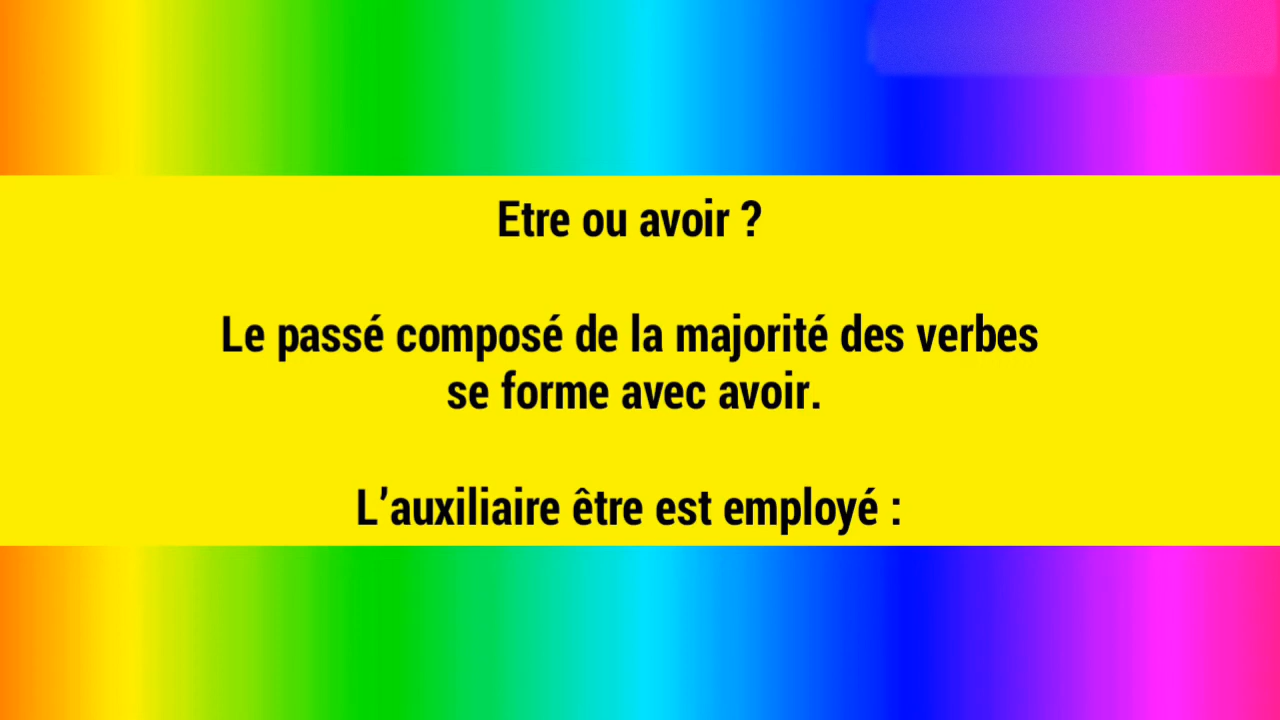 Etre ou avoir ?
Le passé composé de la majorité des verbes
se forme avec avoir.
L’auxiliaire être est employé :